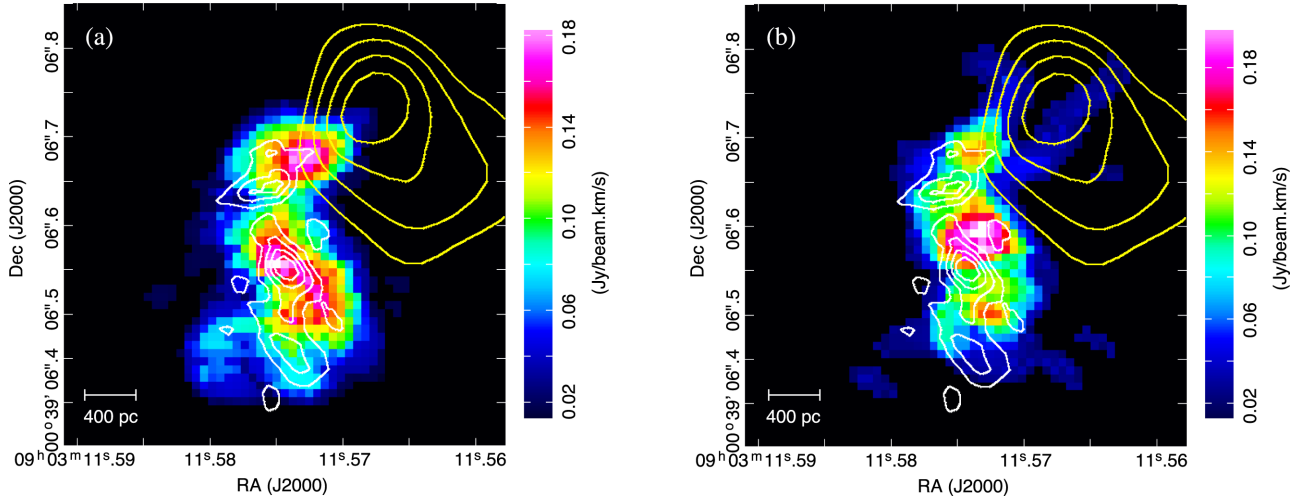 (a)
06".8
06".7
06".6
06".5
06".4
00°39' 06".4
Dec (J2000)
400 pc
09ʰ03ᵐ11ˢ.59
11ˢ.58
11ˢ.57
11ˢ.56
RA (J2000)
0.18
0.14
0.10
0.06
0.02
(Jy/beam.km/s)
(b)
06".8
06".7
06".6
06".5
00°39' 06".4
Dec (J2000)
400 pc
09ʰ03ᵐ11ˢ.59
11ˢ.58
11ˢ.57
11ˢ.56
RA (J2000)
0.18
0.14
0.10
0.06
0.02
(Jy/beam.km/s)